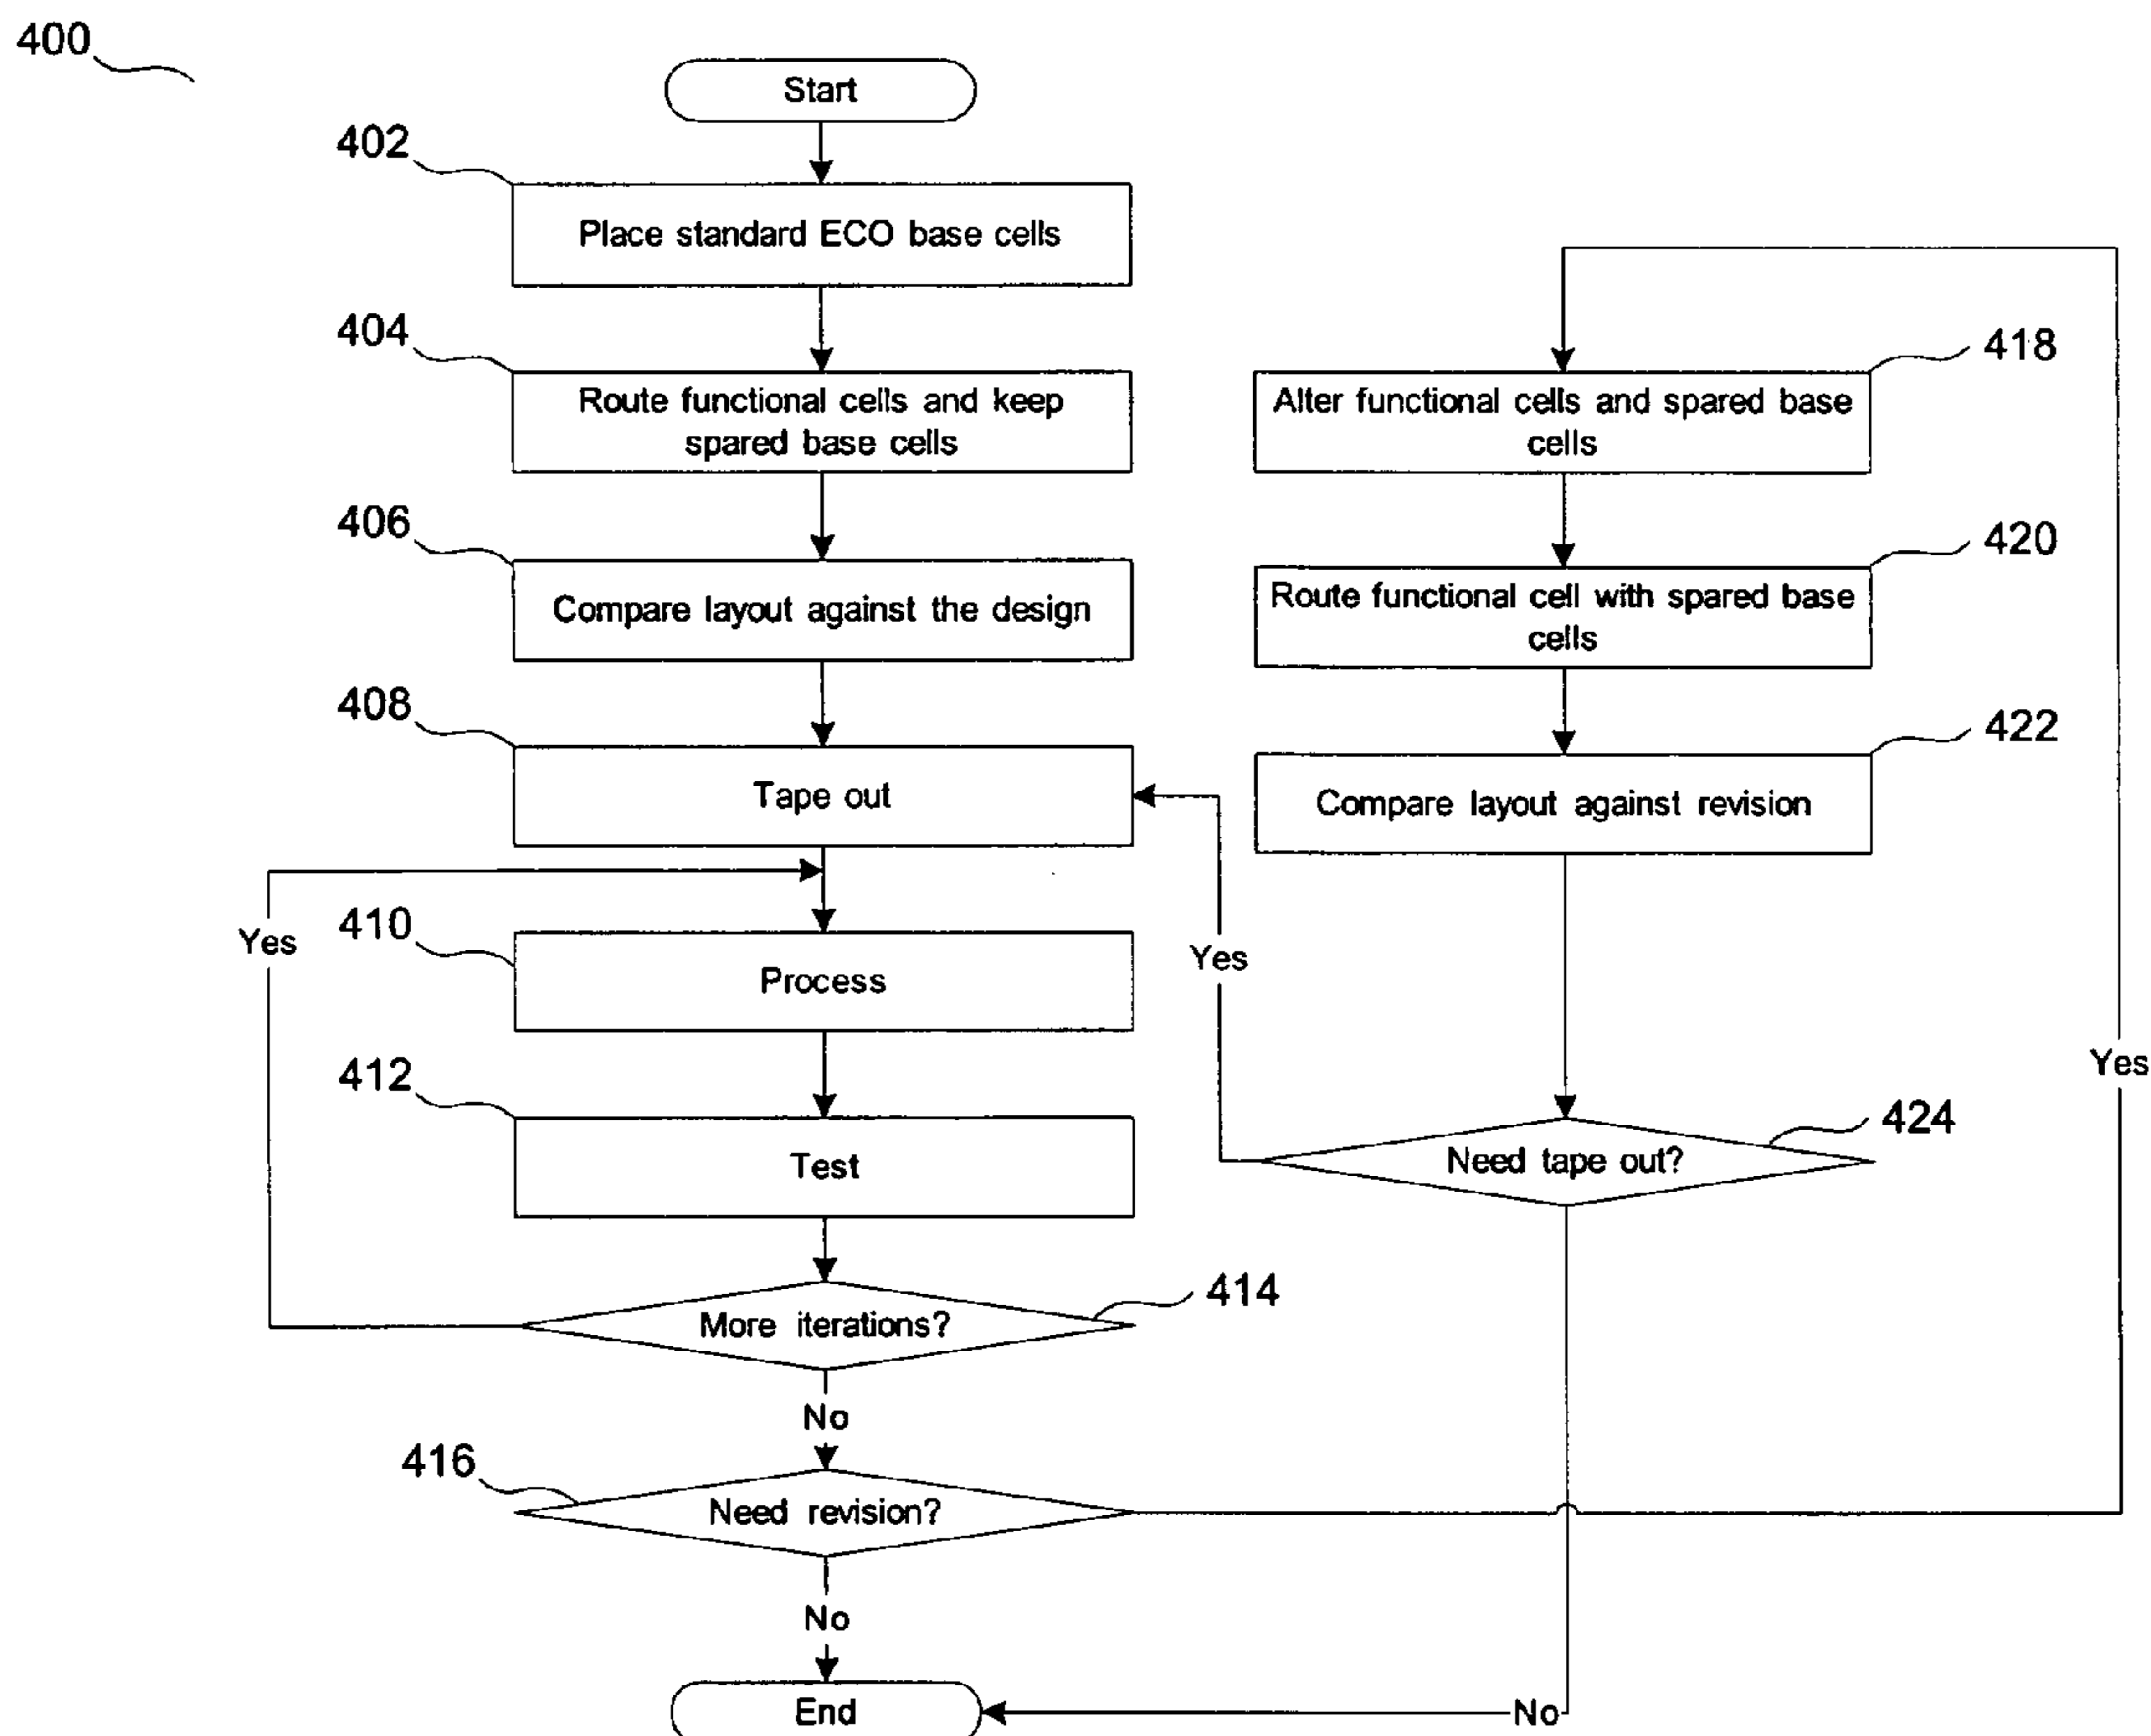 400
Start
402
Place standard ECO base cells
404
Route functional cells and keep
spared base cells
406
Compare layout against the design
408
Tape out
410
Process
412
Test
414
More iterations?
Yes
No
416
Need revision?
No
End
Yes
418
Alter functional cells and spared base
cells
420
Route functional cell with spared base
cells
422
Compare layout against revision
424
Need tape out?
Yes
No